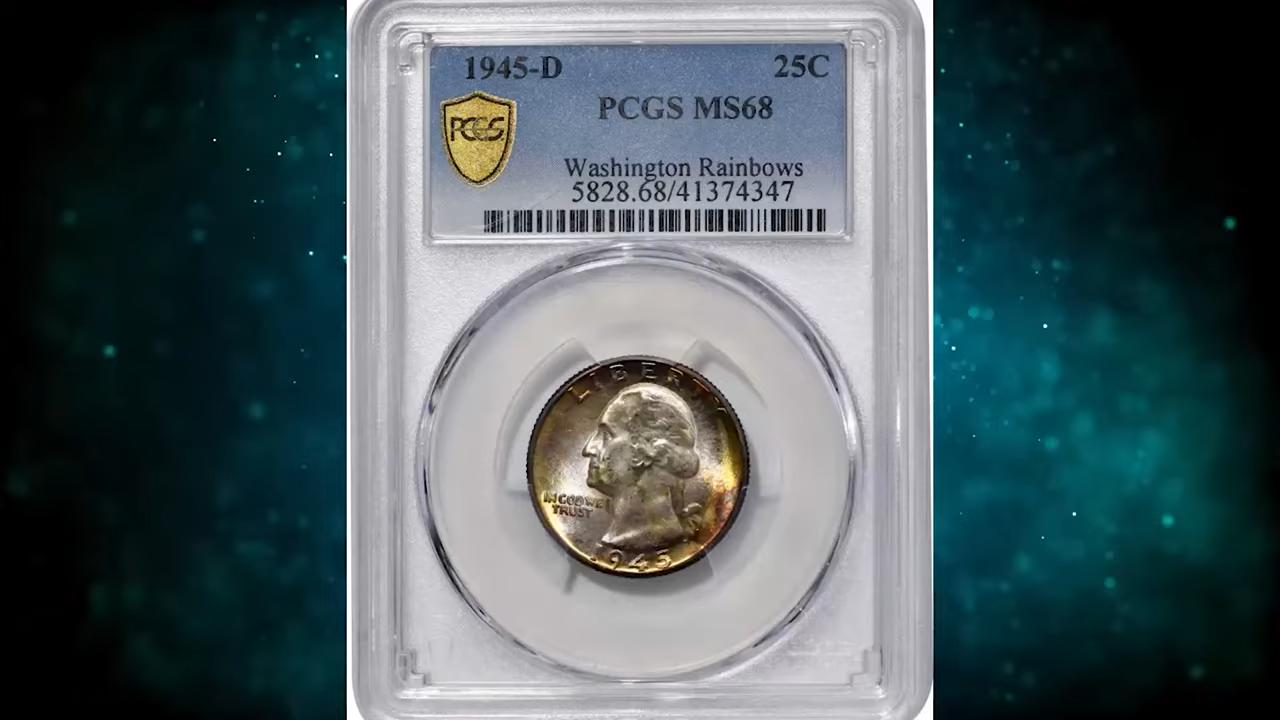 1945-D 25C
PCGS MS68
PCGS
Washington Rainbows
5828.68/41374347
LIBERTY
IN GOD WE
TRUST
1945